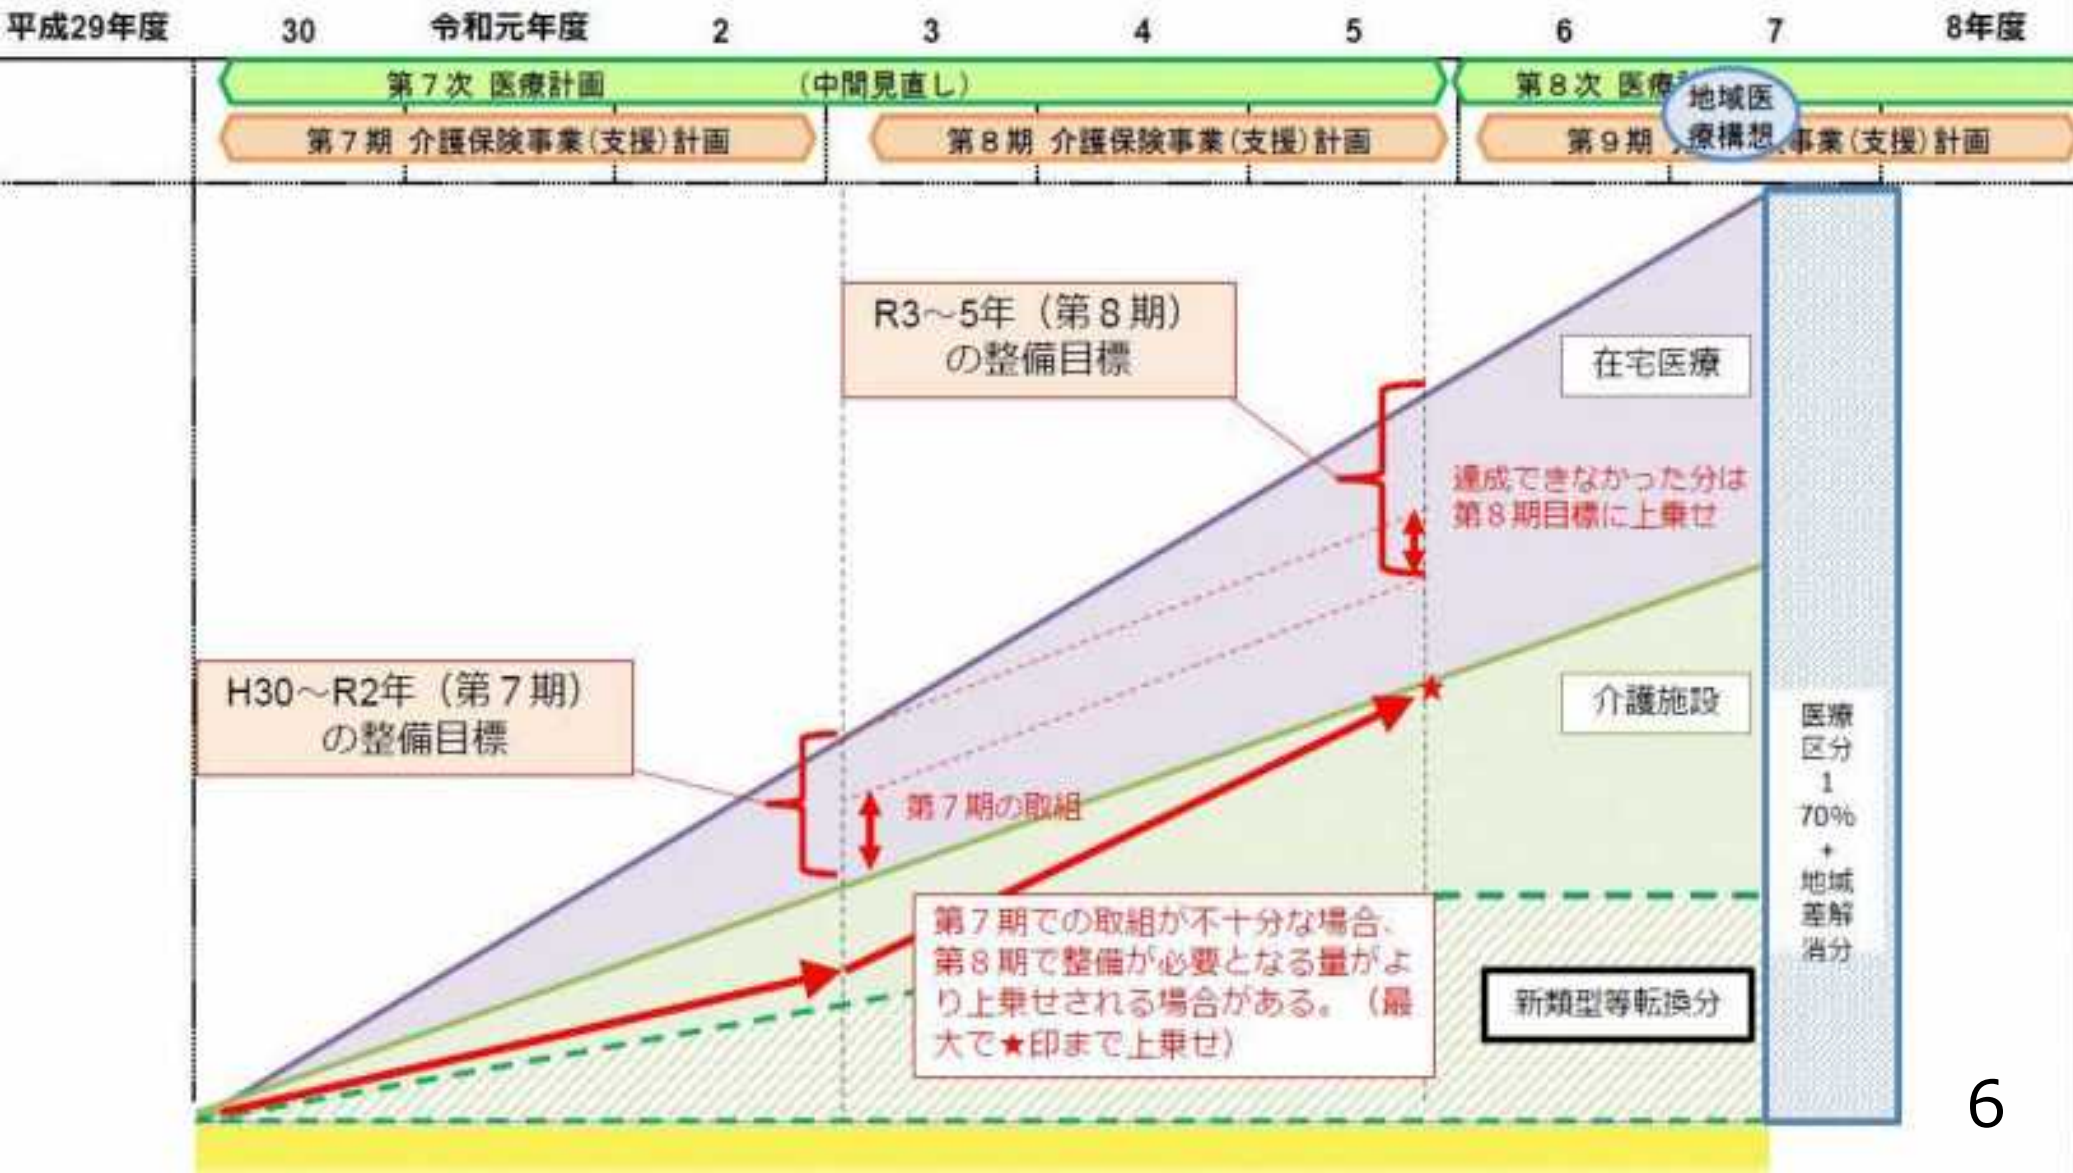 平成29年度 30 令和元年度 2 3 4 5 6 7 8年度
第7次 医療計画 (中間見直し)
第8次 医療
地域医
療構想
第7期 介護保険事業(支援)計画
第8期 介護保険事業(支援)計画
第9期 事業(支援)計画
R3～5年（第8期）
の整備目標
在宅医療
達成できなかった分は
第8期目標に上乗せ
H30～R2年（第7期）
の整備目標
介護施設
第7期の取組
医療
区分
1
70%
+
地域
差解
消分
第7期での取組が不十分な場合、
第8期で整備が必要となる量がよ
り上乗せされる場合がある。（最
大で★印まで上乗せ）
新類型等転換分
6